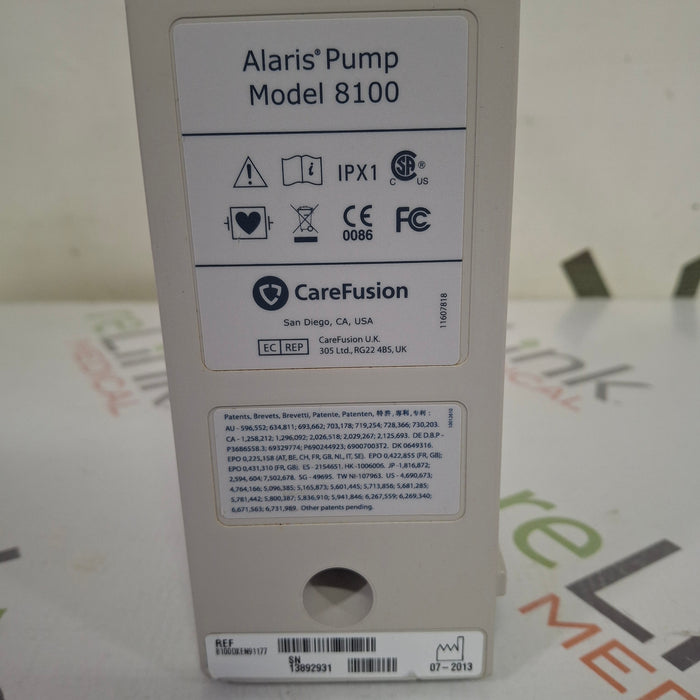 Alaris® Pump
Model 8100
IPX1 CSA ® C US
CE 0086 FC
CareFusion
San Diego, CA, USA
EC REP CareFusion U.K.
305 Ltd., RG22 4BS, UK
11607818
Patents, Brevets, Brevetti, Patente, Patenten, 特許, 專利, 专利 :
AU - 596,552; 634,811; 693,662; 703,178; 719,254; 728,366; 730,203.
CA - 1,258,212; 1,296,092; 2,026,518; 2,029,267; 2,125,693. DE D.B.P -
P3686558.3; 69329774; P690244923; 69007003T2. DK 0649316.
EPO 0,225,158 (AT, BE, CH, FR, GB, NL, IT, SE). EPO 0,422,855 (FR, GB);
EPO 0,431,310 (FR, GB). ES - 2154651. HK-1006006. JP -1,816,872;
2,594,604; 7,502,678. SG - 49695. TW NI-107963. US - 4,690,673;
4,764,166; 5,096,385; 5,165,873; 5,601,445; 5,713,856; 5,681,285;
5,781,442; 5,800,387; 5,836,910; 5,941,846; 6,267,559; 6,269,340;
6,671,563; 6,731,989. Other patents pending.
REF
SN
13892931
07-2013
reLink
MEDICAL
reLink
MEDICAL